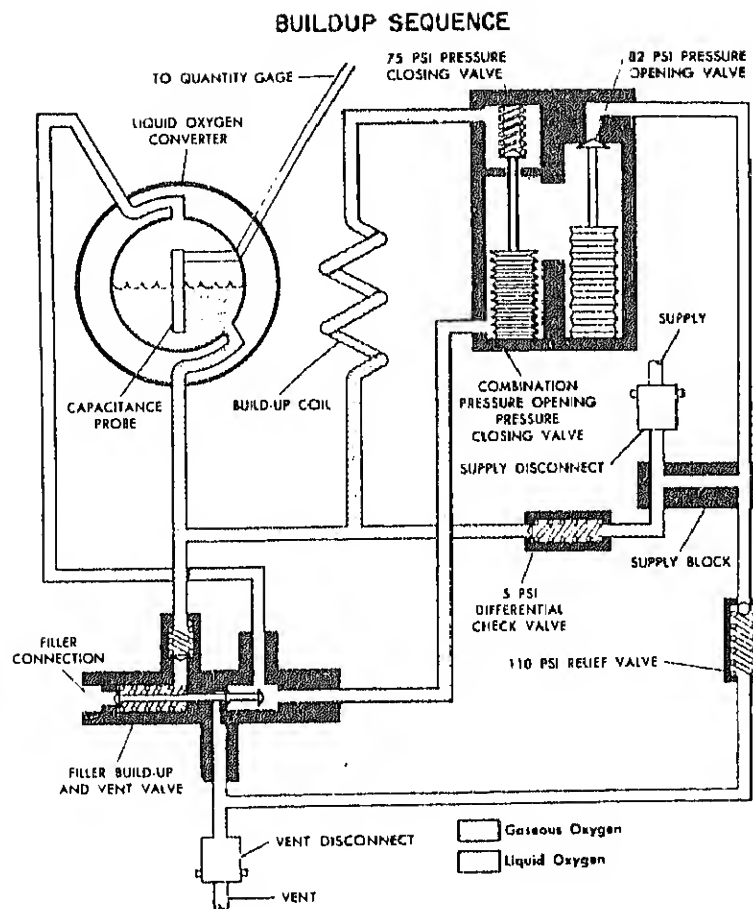 BUILDUP SEQUENCE
75 PSI PRESSURE
CLOSING VALVE
82 PSI PRESSURE
OPENING VALVE
TO QUANTITY GAGE
LIQUID OXYGEN
CONVERTER
SUPPLY
CAPACITANCE
PROBE
BUILD-UP COIL
COMBINATION
PRESSURE OPENING
PRESSURE
CLOSING VALVE
SUPPLY DISCONNECT
SUPPLY BLOCK
5 PSI
DIFFERENTIAL
CHECK VALVE
FILLER
CONNECTION
110 PSI RELIEF VALVE
FILLER BUILD-UP
AND VENT VALVE
VENT DISCONNECT
VENT
Gaseous Oxygen
Liquid Oxygen